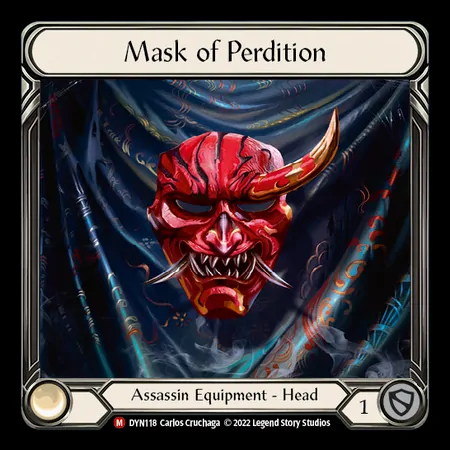 Mask of Perdition
Assassin Equipment - Head
1
M DYN118 Carlos Cruchaga © 2022 Legend Story Studios